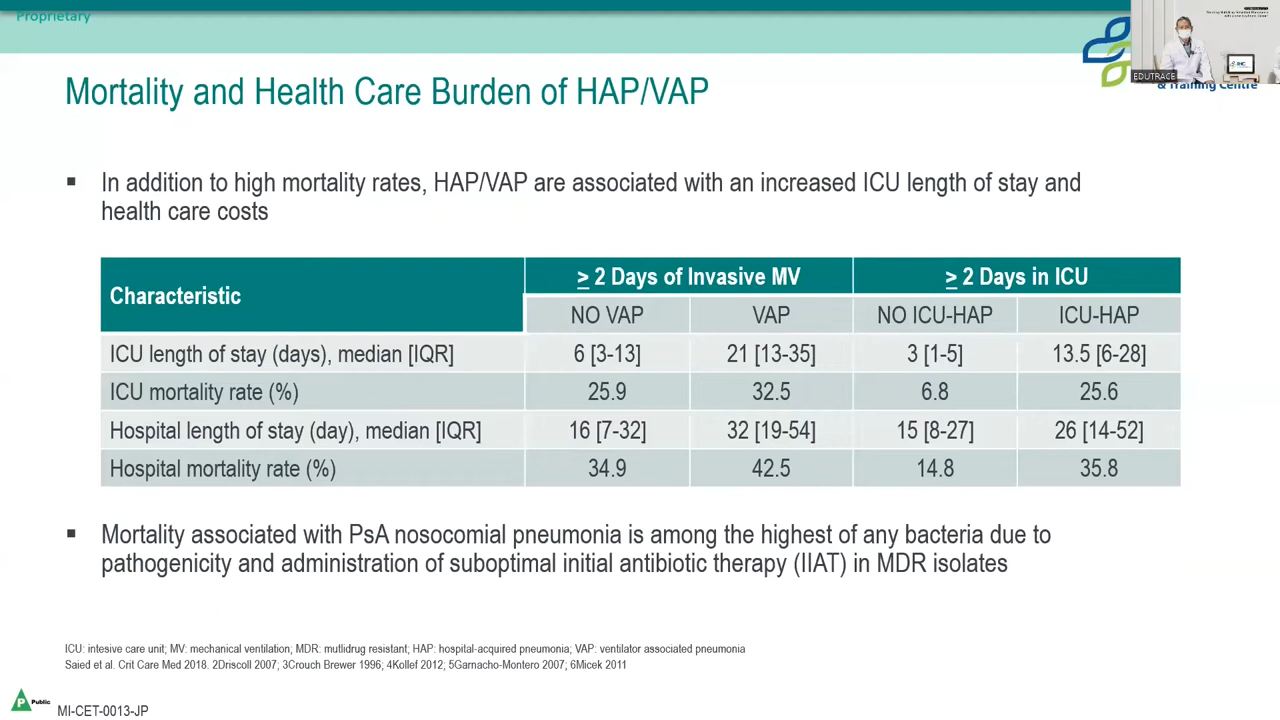 Proprietary
EDUTRACE
& Training Centre
Mortality and Health Care Burden of HAP/VAP
▪ In addition to high mortality rates, HAP/VAP are associated with an increased ICU length of stay and
health care costs
Characteristic ≥ 2 Days of Invasive MV ≥ 2 Days in ICU
NO VAP VAP NO ICU-HAP ICU-HAP
ICU length of stay (days), median [IQR] 6 [3-13] 21 [13-35] 3 [1-5] 13.5 [6-28]
ICU mortality rate (%) 25.9 32.5 6.8 25.6
Hospital length of stay (day), median [IQR] 16 [7-32] 32 [19-54] 15 [8-27] 26 [14-52]
Hospital mortality rate (%) 34.9 42.5 14.8 35.8
▪ Mortality associated with PsA nosocomial pneumonia is among the highest of any bacteria due to
pathogenicity and administration of suboptimal initial antibiotic therapy (IIAT) in MDR isolates
ICU: intesive care unit; MV: mechanical ventilation; MDR: mutlidrug resistant; HAP: hospital-acquired pneumonia; VAP: ventilator associated pneumonia
Saied et al. Crit Care Med 2018. 2Driscoll 2007; 3Crouch Brewer 1996; 4Kollef 2012; 5Garnacho-Montero 2007, 6Micek 2011
P Public
MI-CET-0013-JP